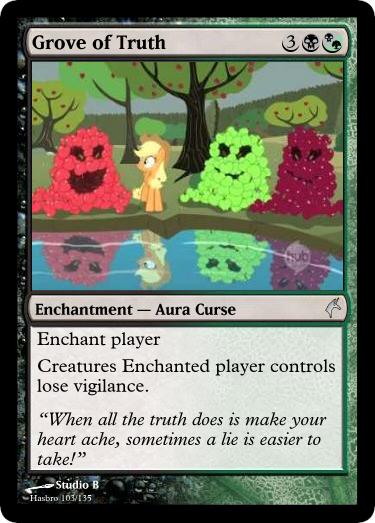 Grove of Truth 3
hub
Enchantment — Aura Curse
Enchant player
Creatures Enchanted player controls
lose vigilance.
“When all the truth does is make your
heart ache, sometimes a lie is easier to
take!”
Studio B
Hasbro 103/135